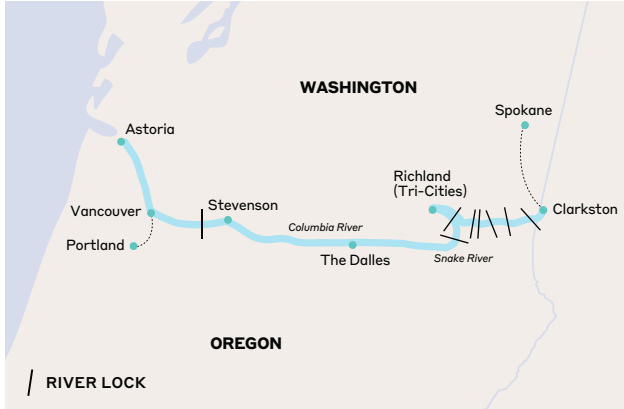 WASHINGTON
Spokane
Astoria
Richland
(Tri-Cities)
Vancouver
Stevenson
Clarkston
Columbia River
Portland
The Dalles
Snake River
OREGON
RIVER LOCK